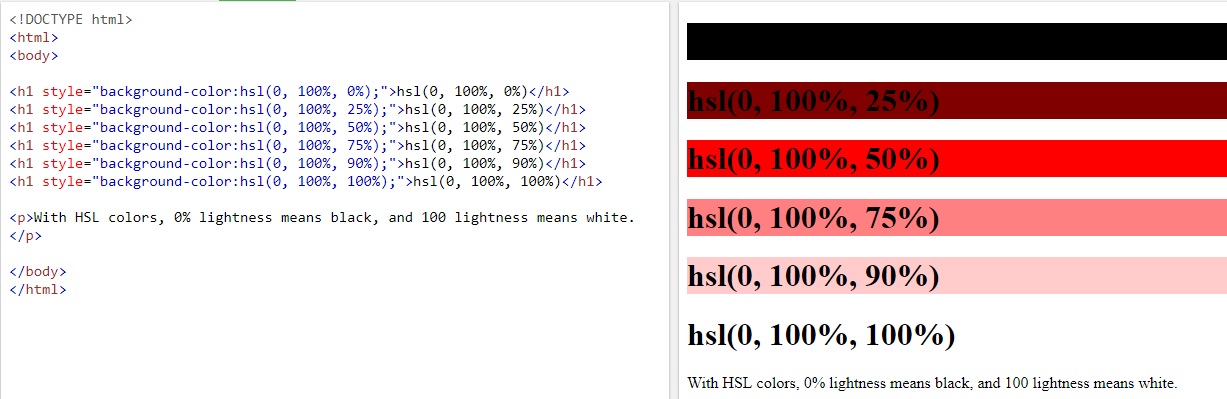 <!DOCTYPE html>
<html>
<body>
<h1 style="background-color:hsl(0, 100%, 0%);">hsl(0, 100%, 0%)</h1>
<h1 style="background-color:hsl(0, 100%, 25%);">hsl(0, 100%, 25%)</h1>
<h1 style="background-color:hsl(0, 100%, 50%);">hsl(0, 100%, 50%)</h1>
<h1 style="background-color:hsl(0, 100%, 75%);">hsl(0, 100%, 75%)</h1>
<h1 style="background-color:hsl(0, 100%, 90%);">hsl(0, 100%, 90%)</h1>
<h1 style="background-color:hsl(0, 100%, 100%);">hsl(0, 100%, 100%)</h1>
<p>With HSL colors, 0% lightness means black, and 100 lightness means white.
</p>
</body>
</html>
hsl(0, 100%, 25%)
hsl(0, 100%, 50%)
hsl(0, 100%, 75%)
hsl(0, 100%, 90%)
hsl(0, 100%, 100%)
With HSL colors, 0% lightness means black, and 100 lightness means white.